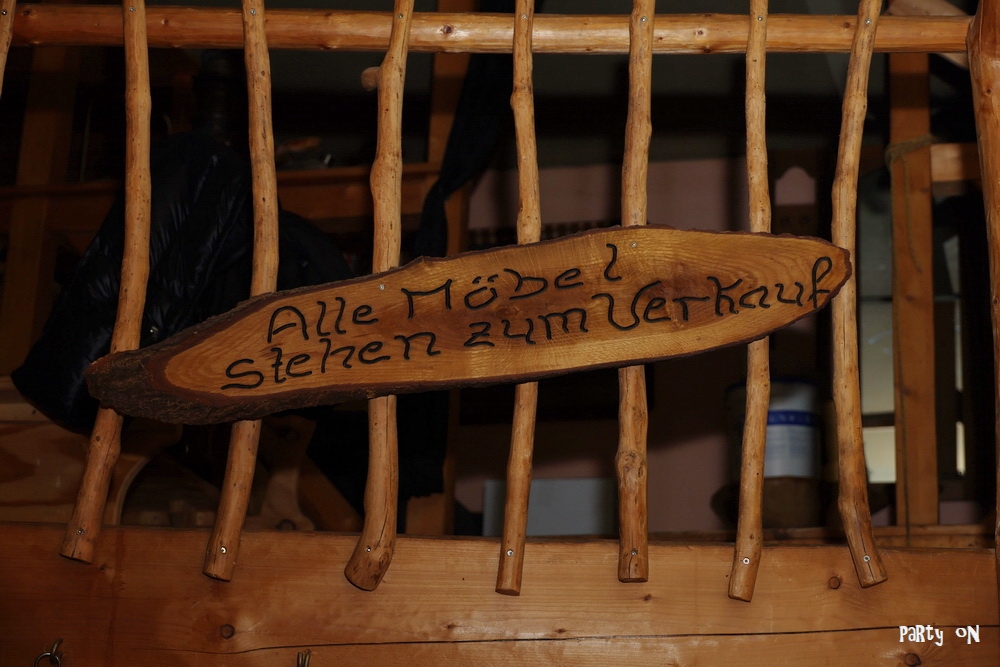 Alle Möbel
stehen zum Verkauf
PaRty oN